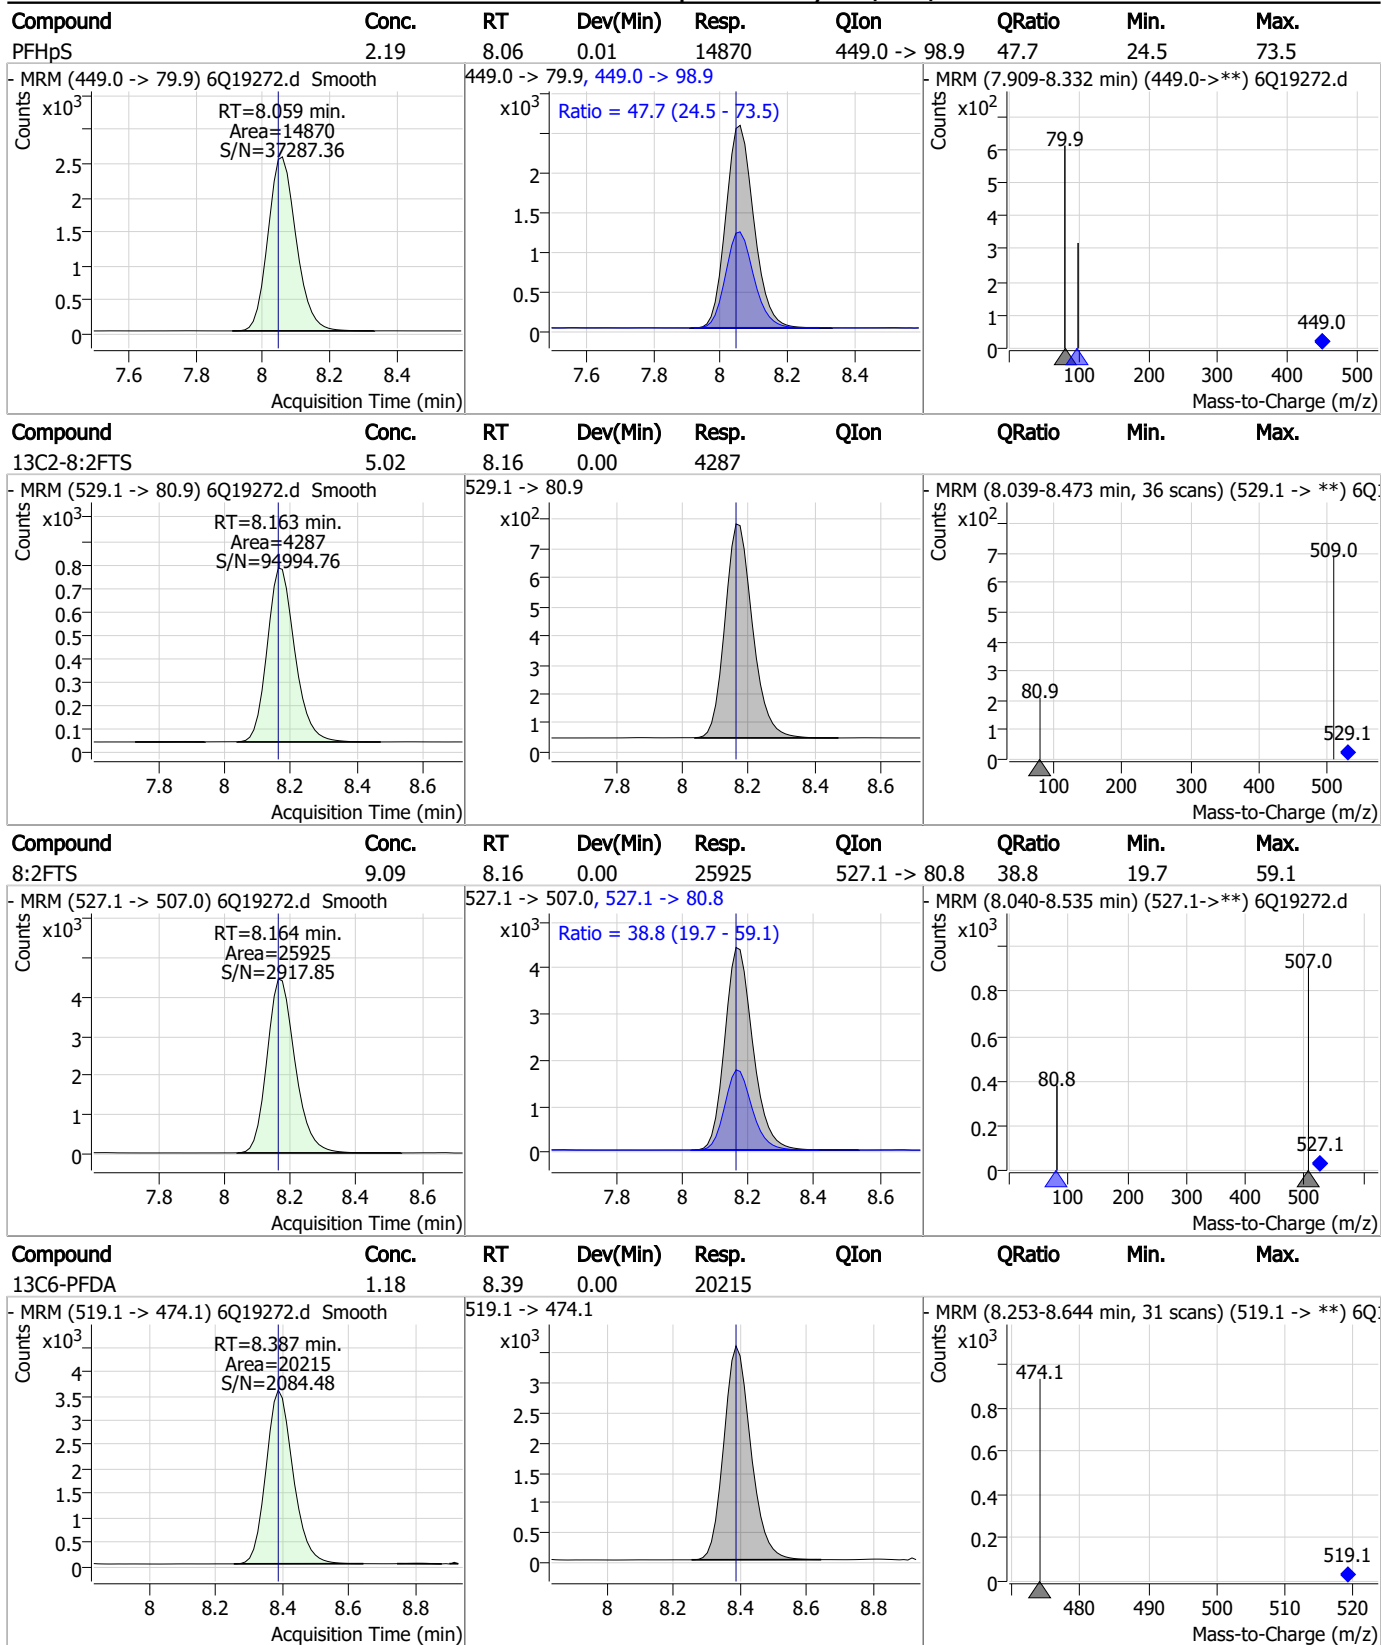 Compound Conc. RT Dev(Min) Resp. QIon QRatio Min. Max.
PFHpS 2.19 8.06 0.01 14870 449.0 -> 98.9 47.7 24.5 73.5
- MRM (449.0 -> 79.9) 6Q19272.d Smooth
Counts
x10³
RT=8.059 min.
Area=14870
S/N=37287.36
2.5
2
1.5
1
0.5
0
7.6 7.8 8 8.2 8.4
Acquisition Time (min)
449.0 -> 79.9, 449.0 -> 98.9
x10³
Ratio = 47.7 (24.5 - 73.5)
2
1.5
1
0.5
0
7.6 7.8 8 8.2 8.4
- MRM (7.909-8.332 min) (449.0->**) 6Q19272.d
Counts
x10²
79.9
449.0
6
5
4
3
2
1
0
100 200 300 400 500
Mass-to-Charge (m/z)
Compound Conc. RT Dev(Min) Resp. QIon QRatio Min. Max.
13C2-8:2FTS 5.02 8.16 0.00 4287
- MRM (529.1 -> 80.9) 6Q19272.d Smooth
Counts
x10³
RT=8.163 min.
Area=4287
S/N=94994.76
0.8
0.7
0.6
0.5
0.4
0.3
0.2
0.1
0
7.8 8 8.2 8.4 8.6
Acquisition Time (min)
529.1 -> 80.9
x10²
7
6
5
4
3
2
1
0
7.8 8 8.2 8.4 8.6
- MRM (8.039-8.473 min, 36 scans) (529.1 -> **) 6Q1
Counts
x10²
509.0
80.9
529.1
7
6
5
4
3
2
1
0
100 200 300 400 500
Mass-to-Charge (m/z)
Compound Conc. RT Dev(Min) Resp. QIon QRatio Min. Max.
8:2FTS 9.09 8.16 0.00 25925 527.1 -> 80.8 38.8 19.7 59.1
- MRM (527.1 -> 507.0) 6Q19272.d Smooth
Counts
x10³
RT=8.164 min.
Area=25925
S/N=2917.85
4
3
2
1
0
7.8 8 8.2 8.4 8.6
Acquisition Time (min)
527.1 -> 507.0, 527.1 -> 80.8
x10³
Ratio = 38.8 (19.7 - 59.1)
4
3
2
1
0
7.8 8 8.2 8.4 8.6
- MRM (8.040-8.535 min) (527.1->**) 6Q19272.d
Counts
x10³
507.0
80.8
527.1
0.8
0.6
0.4
0.2
0
100 200 300 400 500
Mass-to-Charge (m/z)
Compound Conc. RT Dev(Min) Resp. QIon QRatio Min. Max.
13C6-PFDA 1.18 8.39 0.00 20215
- MRM (519.1 -> 474.1) 6Q19272.d Smooth
Counts
x10³
RT=8.387 min.
Area=20215
S/N=2084.48
4
3.5
3
2.5
2
1.5
1
0.5
0
8 8.2 8.4 8.6 8.8
Acquisition Time (min)
519.1 -> 474.1
x10³
3
2.5
2
1.5
1
0.5
0
8 8.2 8.4 8.6 8.8
- MRM (8.253-8.644 min, 31 scans) (519.1 -> **) 6Q1
Counts
x10³
474.1
519.1
0.8
0.6
0.4
0.2
0
480 490 500 510 520
Mass-to-Charge (m/z)